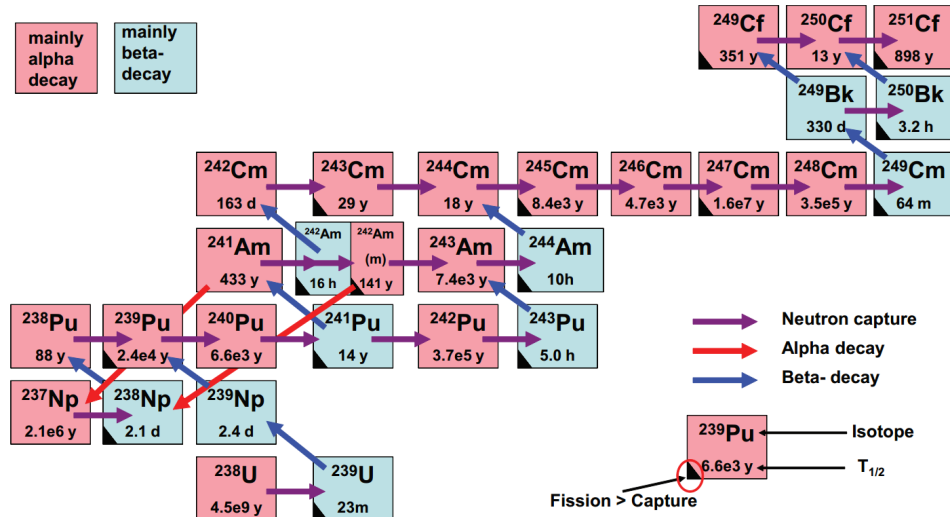 mainly
alpha
decay
mainly
beta-
decay
249Cf
351 y
250Cf
13 y
251Cf
898 y
249Bk
330 d
250Bk
3.2 h
242Cm
163 d
243Cm
29 y
244Cm
18 y
245Cm
8.4e3 y
246Cm
4.7e3 y
247Cm
1.6e7 y
248Cm
3.5e5 y
249Cm
64 m
241Am
433 y
242Am
16 h
242Am
(m)
141 y
243Am
7.4e3 y
244Am
10h
238Pu
88 y
239Pu
2.4e4 y
240Pu
6.6e3 y
241Pu
14 y
242Pu
3.7e5 y
243Pu
5.0 h
237Np
2.1e6 y
238Np
2.1 d
239Np
2.4 d
238U
4.5e9 y
239U
23m
Neutron capture
Alpha decay
Beta- decay
239Pu
6.6e3 y
Isotope
T1/2
Fission > Capture